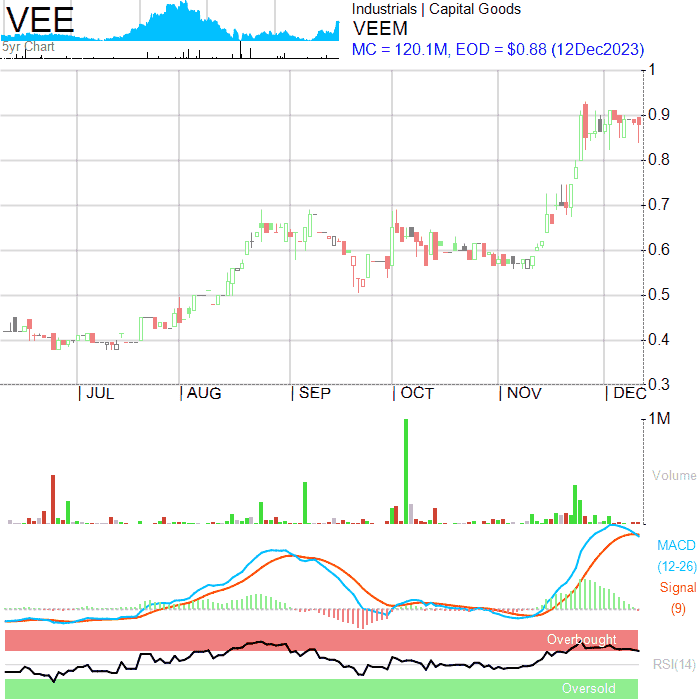 VEE
5yr Chart
Industrials | Capital Goods
VEEM
MC = 120.1M, EOD = $0.88 (12Dec2023)
1
0.9
0.8
0.7
0.6
0.5
0.4
0.3
| JUL | AUG | SEP | OCT | NOV | DEC
1M
Volume
MACD
(12-26)
Signal
(9)
Overbought
RSI(14)
Oversold